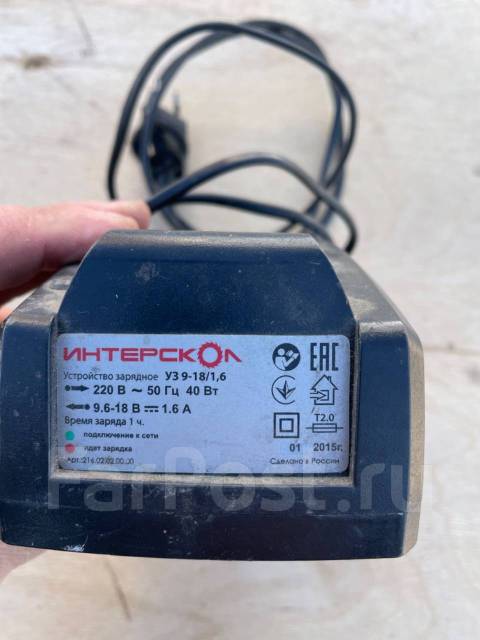 ИНТЕРСКОЛ
Устройство зарядное УЗ 9-18/1,6
220 В ~ 50 Гц 40 Вт
9.6-18 В 1.6 А
Время заряда 1 ч.
подключение к сети
идет зарядка
Арт.
EAC
T2.0
01 2015г.
Сделано в России
FarPost.ru